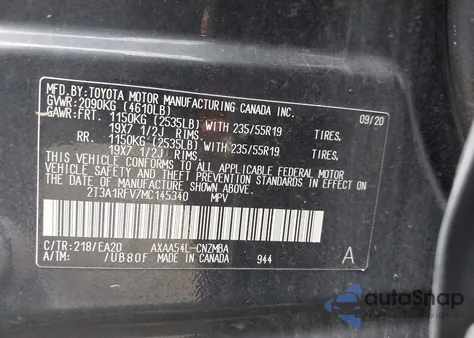 MFD.BY:TOYOTA MOTOR MANUFACTURING CANADA INC.
GVWR:2090KG (4610LB) 09/20
GAWR:FRT. 1150KG (2535LB) WITH 235/55R19 TIRES,
19X7 1/2J RIMS.
RR. 1150KG (2535LB) WITH 235/55R19 TIRES,
19X7 1/2J RIMS.
THIS VEHICLE CONFORMS TO ALL APPLICABLE FEDERAL MOTOR
VEHICLE SAFETY, BUMPER, AND THEFT PREVENTION STANDARDS IN EFFECT
ON THE DATE OF MANUFACTURE SHOWN ABOVE.
2T3A1RFV7MC145340 MPV
C/TR:218/EA20 AXAA54L-CNZMBA A
A/TM: /UB80F MADE IN CANADA 944
autoSnap